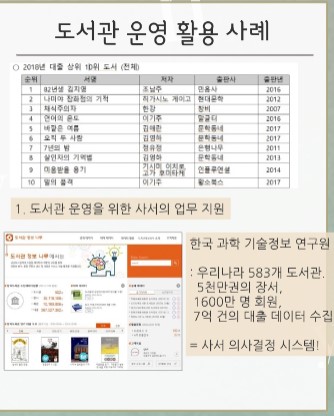 도서관 운영 활용 사례
○ 2018년 대출 상위 10위 도서 (전체)
순위 서명 저자 출판사 출판년
1 82년생 김지영 조남주 민음사 2016
2 나미야 잡화점의 기적 히가시노 게이고 현대문학 2012
3 채식주의자 한강 창비 2007
4 언어의 온도 이기주 말글터 2016
5 바깥은 여름 김애란 문학동네 2017
6 오직 두 사람 김영하 문학동네 2017
7 7년의 밤 정유정 은행나무 2011
8 살인자의 기억법 김영하 문학동네 2013
9 미움받을 용기 기시미 이치로, 고가 후미타케 인플루엔셜 2014
10 말의 품격 이기주 황소북스 2017
1. 도서관 운영을 위한 사서의 업무 지원
도서관 정보 나루
한국 과학 기술정보 연구원
: 우리나라 583개 도서관.
5천만권의 장서,
1600만 명 회원,
7억 건의 대출 데이터 수집
= 사서 의사결정 시스템!